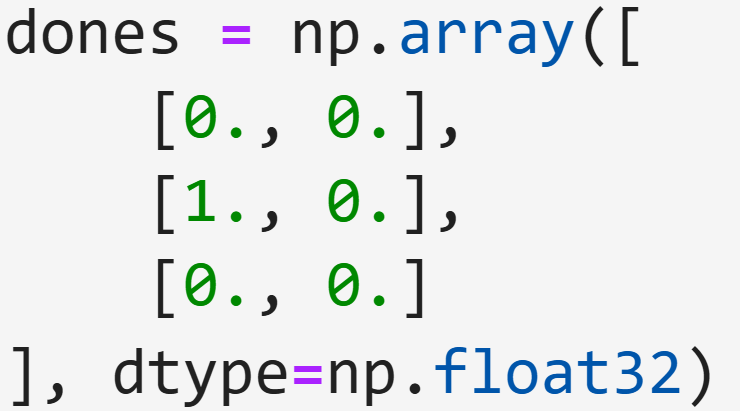 dones = np.array([
    [0., 0.],
    [1., 0.],
    [0., 0.]
], dtype=np.float32)